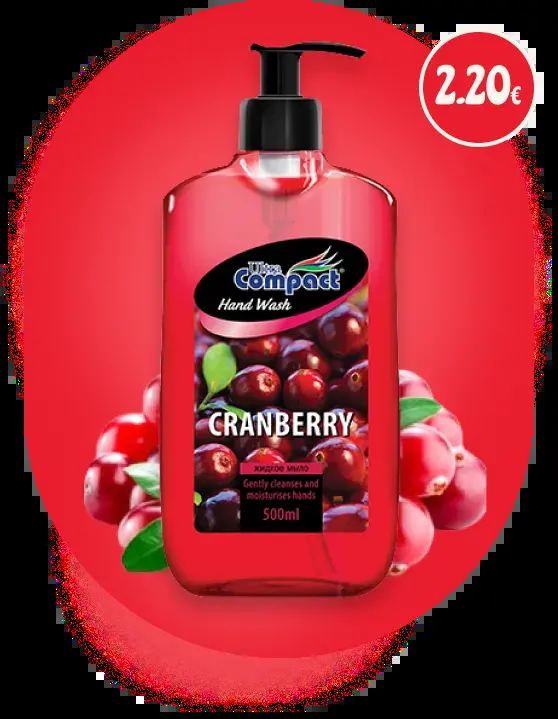 2.20€
Ultra
Compact®
Hand Wash
CRANBERRY
жидкое мыло
Gently cleanses and
moisturises hands
500ml